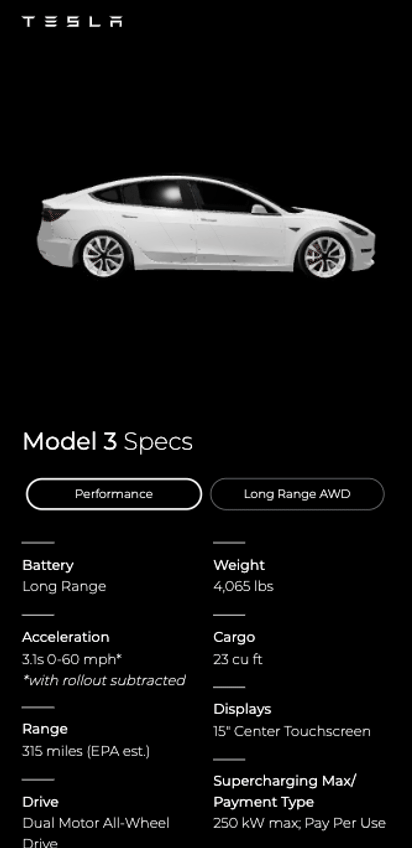 TESLA
Model 3 Specs
Performance
Long Range AWD
Battery
Long Range
Acceleration
3.1s 0-60 mph*
*with rollout subtracted
Range
315 miles (EPA est.)
Drive
Dual Motor All-Wheel
Drive
Weight
4,065 lbs
Cargo
23 cu ft
Displays
15" Center Touchscreen
Supercharging Max/
Payment Type
250 kW max; Pay Per Use